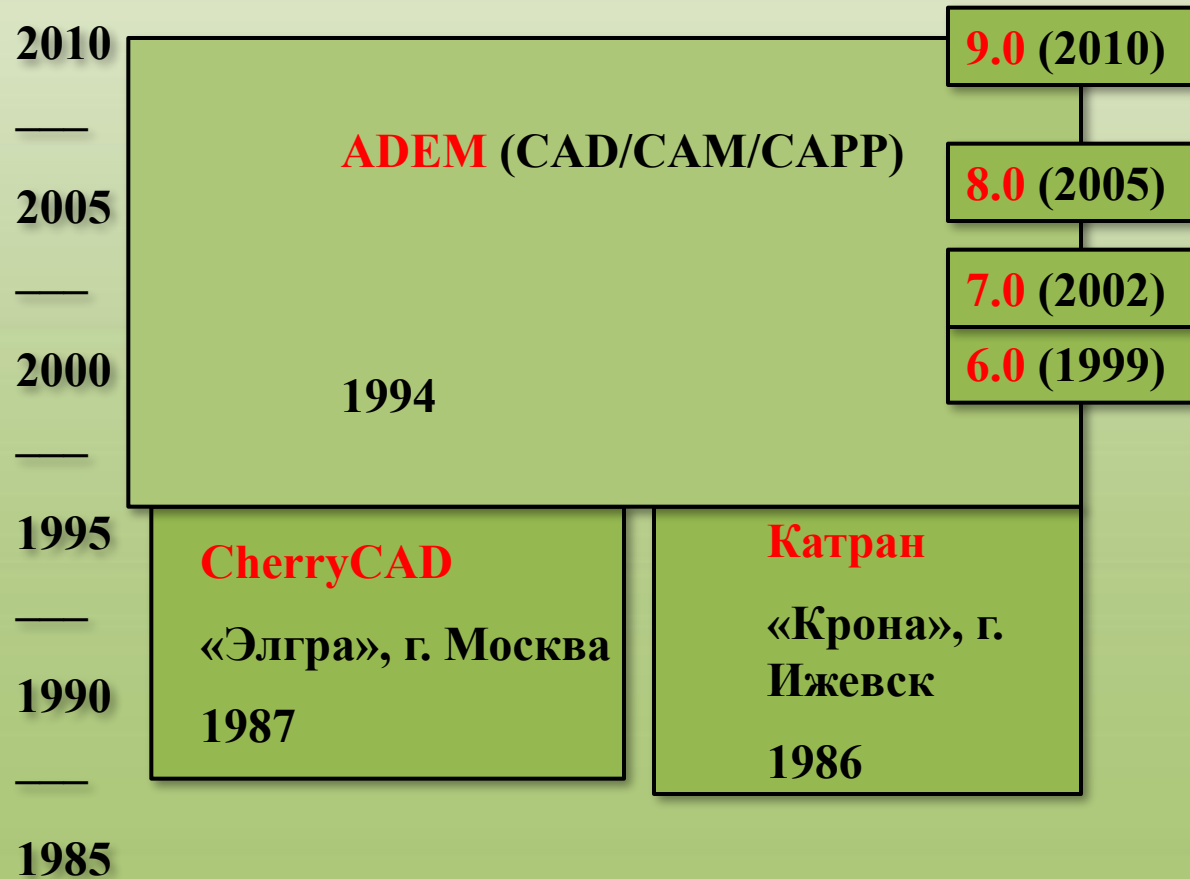 2010
2005
2000
1995
1990
1985
ADEM (CAD/CAM/CAPP)
1994
9.0 (2010)
8.0 (2005)
7.0 (2002)
6.0 (1999)
CherryCAD
«Элгра», г. Москва
1987
Катран
«Крона», г.
Ижевск
1986